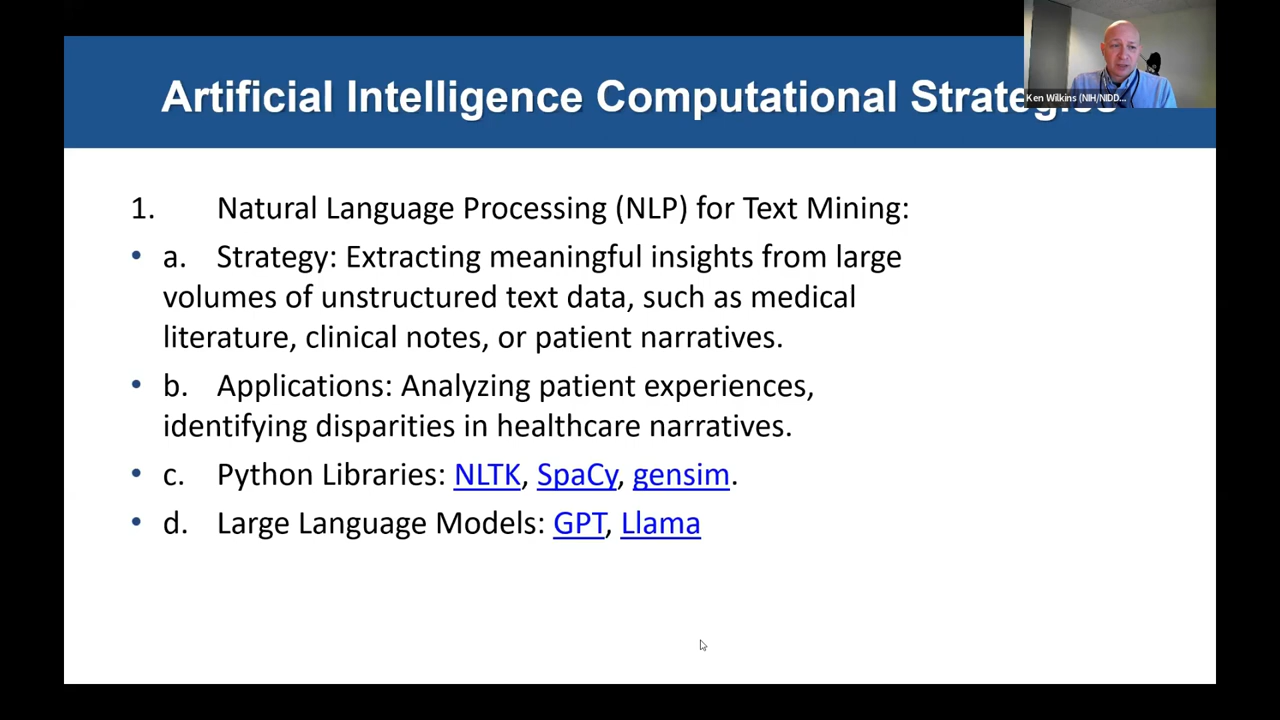 Artificial Intelligence Computational Strategies
Ken Wilkins (NIH/NIDD...
1. Natural Language Processing (NLP) for Text Mining:
• a. Strategy: Extracting meaningful insights from large
volumes of unstructured text data, such as medical
literature, clinical notes, or patient narratives.
• b. Applications: Analyzing patient experiences,
identifying disparities in healthcare narratives.
• c. Python Libraries: NLTK, SpaCy, gensim.
• d. Large Language Models: GPT, Llama